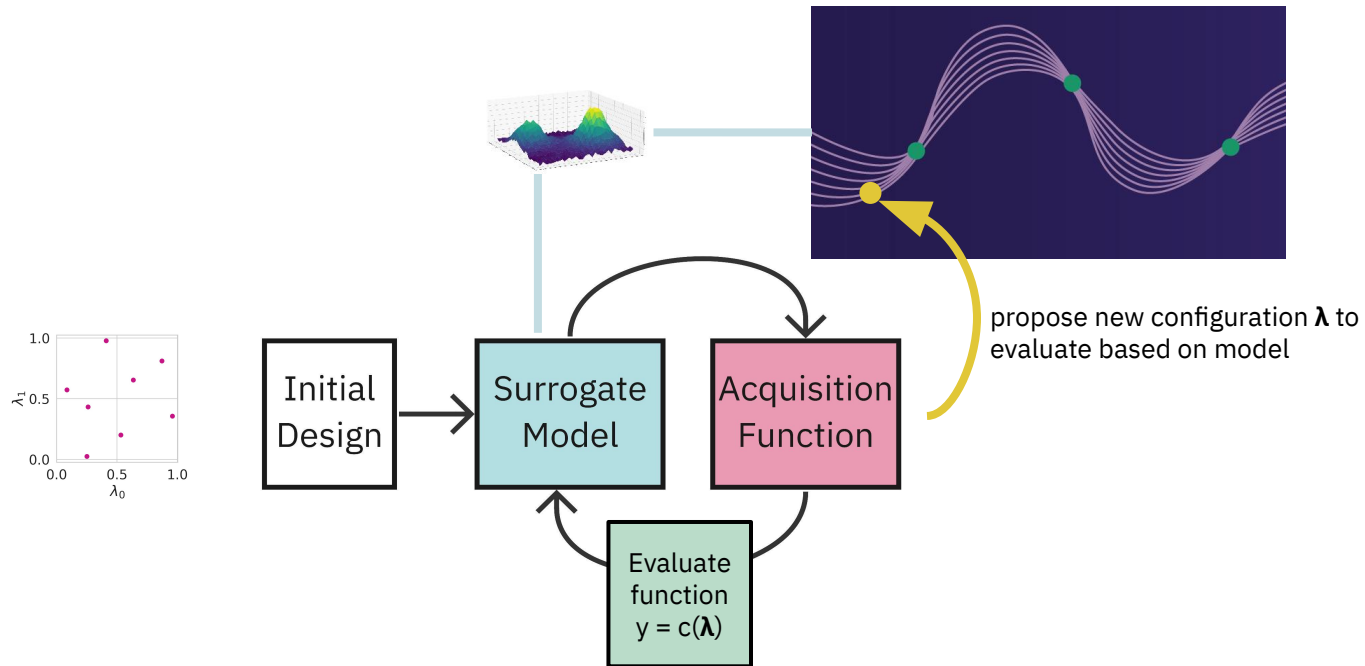 propose new configuration λ to
evaluate based on model
1.0
0.5
0.0
λ₁
0.0 0.5 1.0
λ₀
Initial
Design
Surrogate
Model
Acquisition
Function
Evaluate
function
y = c(λ)